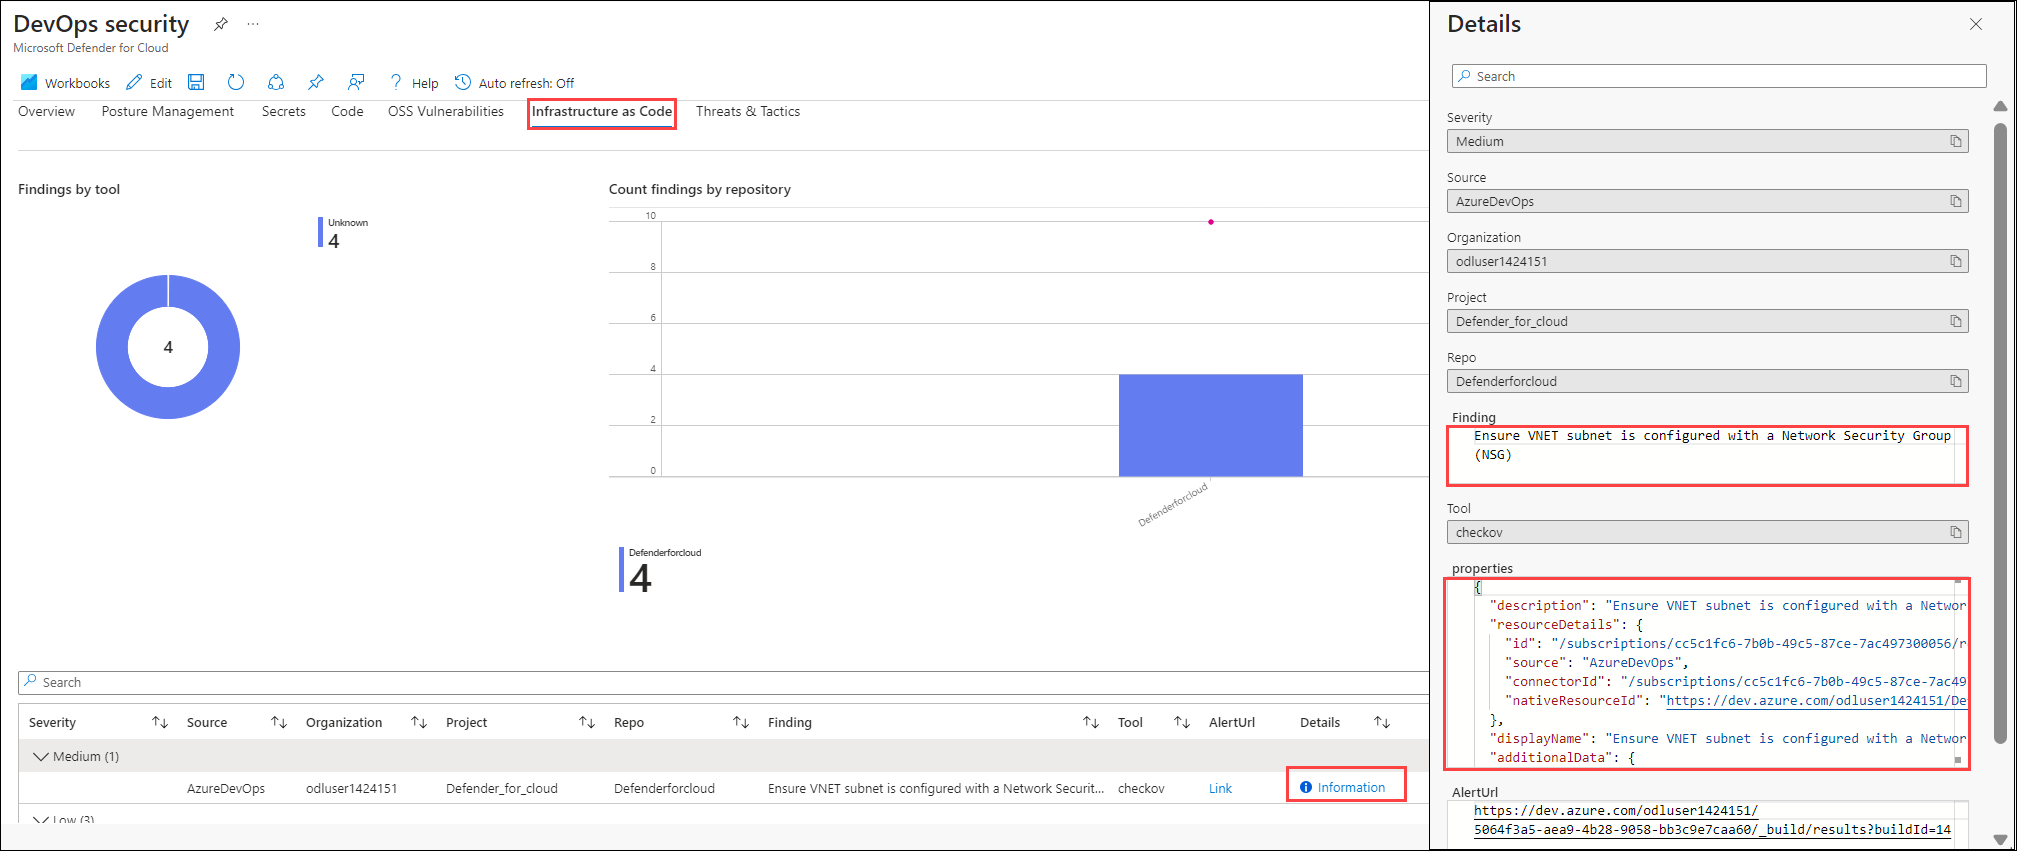 DevOps security
Microsoft Defender for Cloud
Workbooks Edit Help Auto refresh: Off
Overview Posture Management Secrets Code OSS Vulnerabilities Infrastructure as Code Threats & Tactics
Findings by tool
Unknown
4
4
Count findings by repository
10
8
6
4
2
0
Defenderforcloud
Defenderforcloud
4
Search
Severity Source Organization Project Repo Finding Tool AlertUrl Details
Medium (1)
AzureDevOps odluser1424151 Defender_for_cloud Defenderforcloud Ensure VNET subnet is configured with a Network Securit... checkov Link Information
Low (3)
Details
Search
Severity
Medium
Source
AzureDevOps
Organization
odluser1424151
Project
Defender_for_cloud
Repo
Defenderforcloud
Finding
Ensure VNET subnet is configured with a Network Security Group
(NSG)
Tool
checkov
properties
{
"description": "Ensure VNET subnet is configured with a Networ
"resourceDetails": {
"id": "/subscriptions/cc5c1fc6-7b0b-49c5-87ce-7ac497300056/r
"source": "AzureDevOps",
"connectorId": "/subscriptions/cc5c1fc6-7b0b-49c5-87ce-7ac49
"nativeResourceId": "https://dev.azure.com/odluser1424151/De
},
"displayName": "Ensure VNET subnet is configured with a Networ
"additionalData": {
AlertUrl
https://dev.azure.com/odluser1424151/
5064f3a5-aea9-4b28-9058-bb3c9e7caa60/_build/results?buildId=14